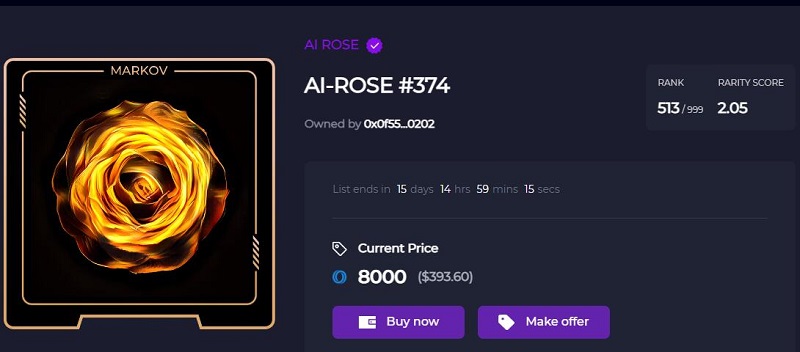 MARKOV
AI ROSE
AI-ROSE #374
Owned by 0x0f55...0202
RANK
513 / 999
RARITY SCORE
2.05
List ends in 15 days 14 hrs 59 mins 15 secs
Current Price
8000 ($393.60)
Buy now
Make offer